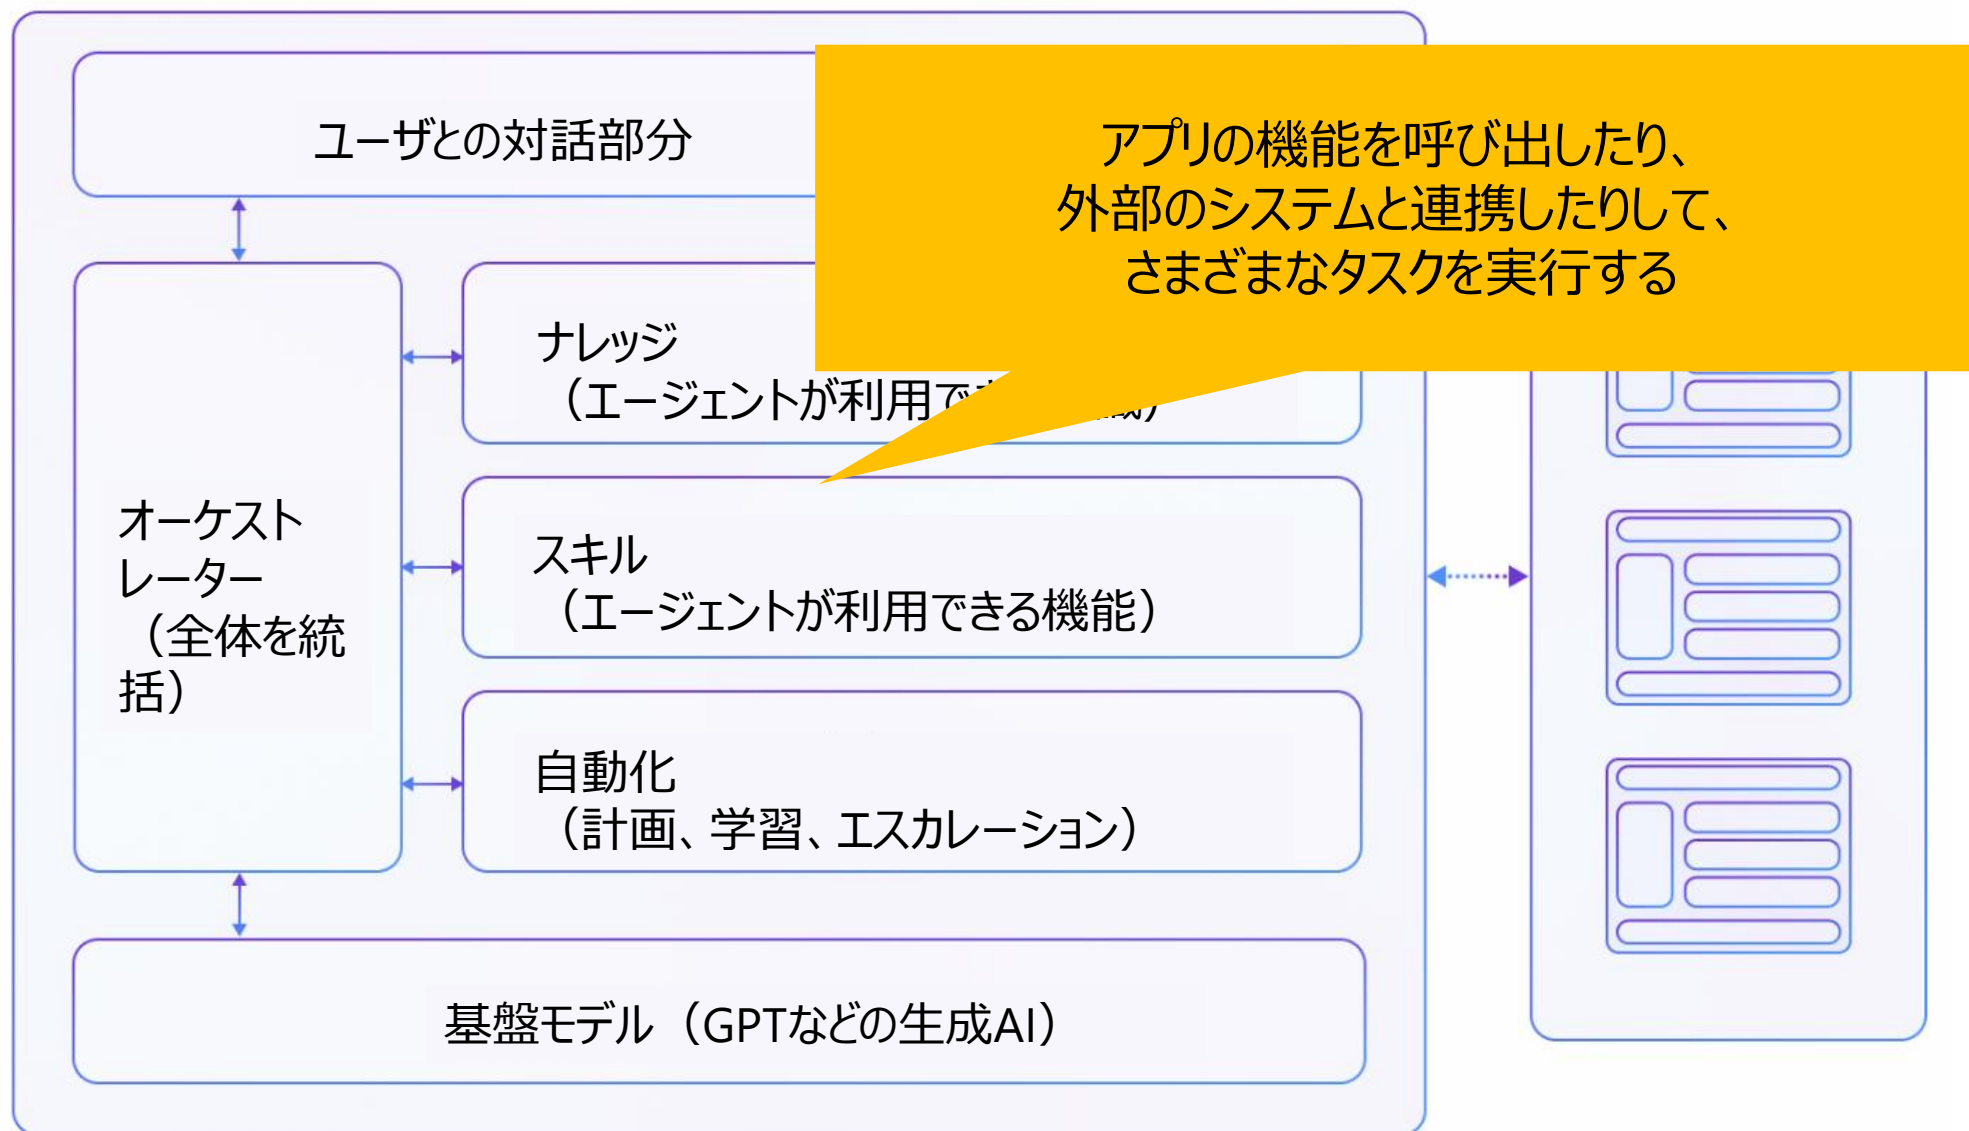 ユーザとの対話部分
アプリの機能を呼び出したり、
外部のシステムと連携したりして、
さまざまなタスクを実行する
ナレッジ
（エージェントが利用で
オーケスト
レーター
（全体を統
括）
スキル
（エージェントが利用できる機能）
自動化
（計画、学習、エスカレーション）
基盤モデル（GPTなどの生成AI）